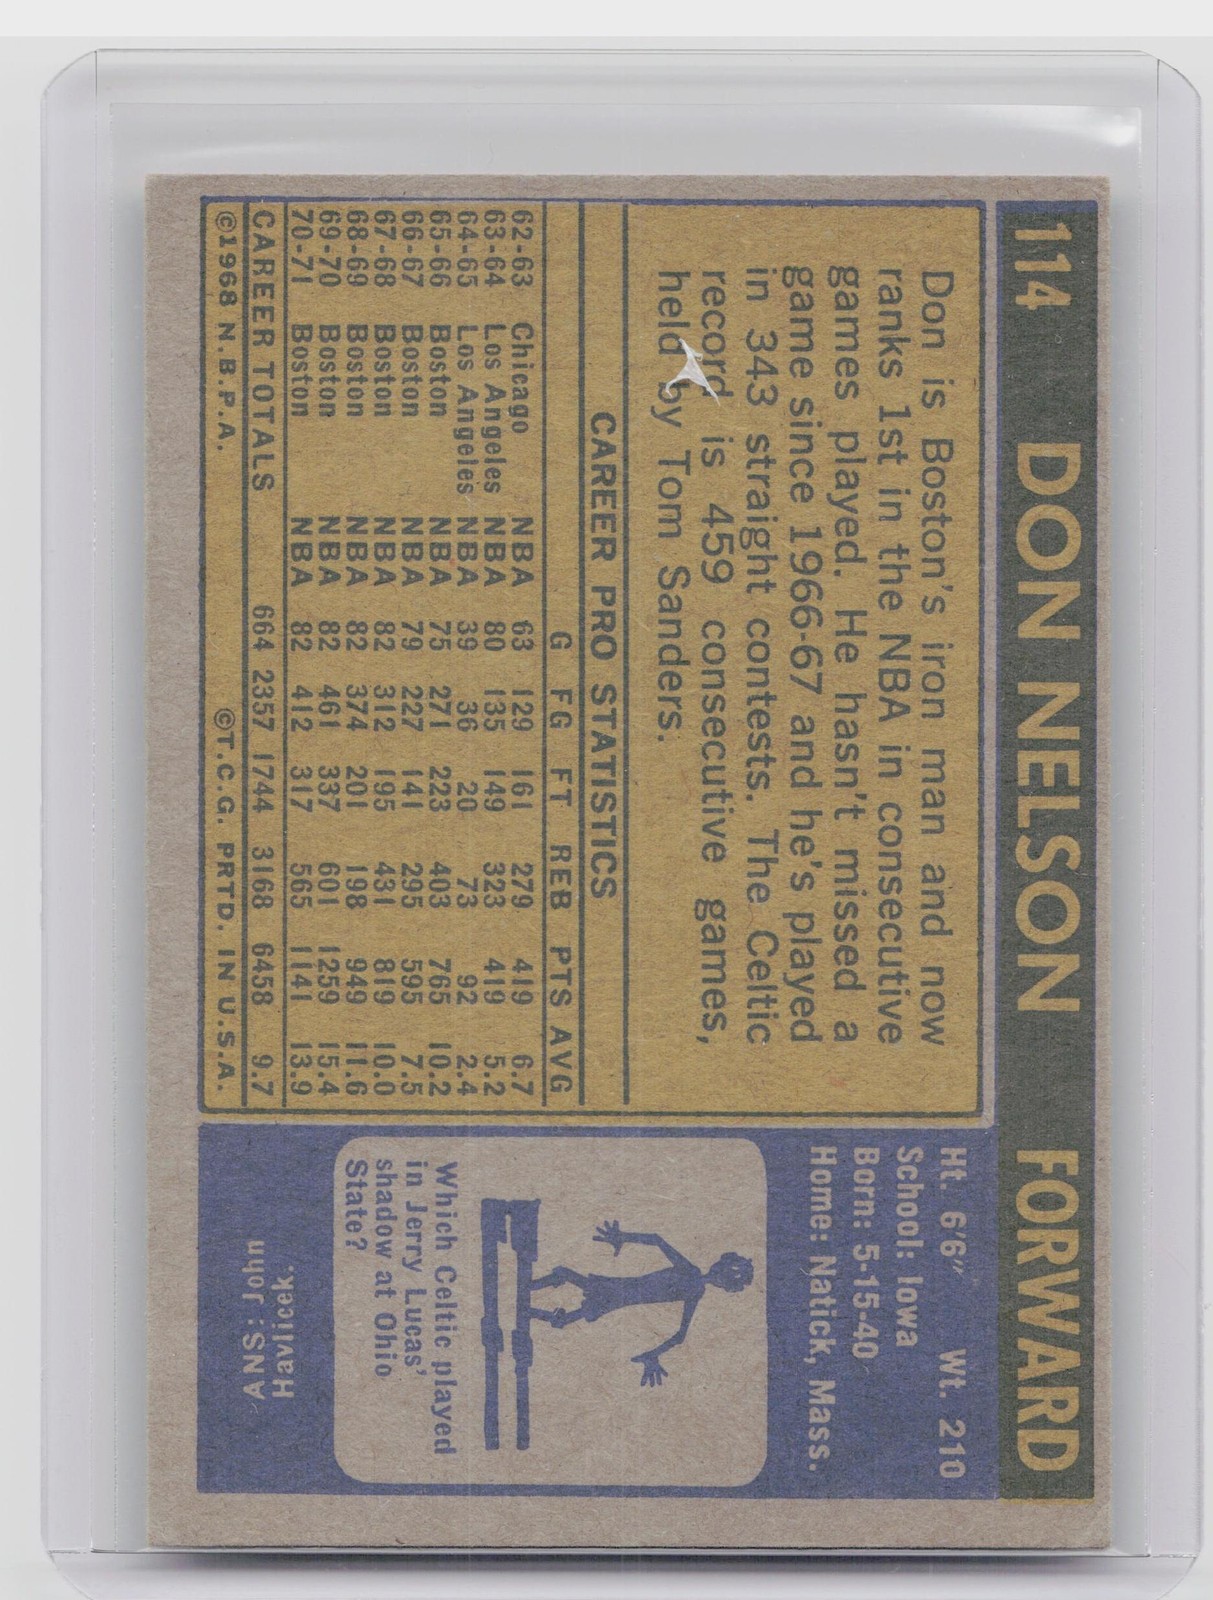 114 DON NELSON FORWARD
Don is Boston's iron man and now
ranks 1st in the NBA in consecutive
games played. He hasn't missed a
game since 1966-67 and he's played
in 343 straight contests. The Celtic
record is 459 consecutive games,
held by Tom Sanders.
CAREER PRO STATISTICS
G FG FT REB PTS AVG
62-63 Chicago NBA 63 129 161 279 419 6.7
63-64 Los Angeles NBA 80 135 149 323 419 5.2
64-65 Los Angeles NBA 39 36 20 73 92 2.4
65-66 Boston NBA 75 271 223 403 765 10.2
66-67 Boston NBA 79 227 141 295 595 7.5
67-68 Boston NBA 82 312 195 431 819 10.0
68-69 Boston NBA 82 374 201 198 949 11.6
69-70 Boston NBA 82 461 337 601 1259 15.4
70-71 Boston NBA 82 412 317 565 1141 13.9
CAREER TOTALS 664 2357 1744 3168 6458 9.7
©1968 N.B.P.A. ©T.C.G. PRTD. IN U.S.A.
Ht. 6'6" Wt. 210
School: Iowa
Born: 5-15-40
Home: Natick, Mass.
Which Celtic played
in Jerry Lucas'
shadow at Ohio
State?
ANS: John
Havlicek.